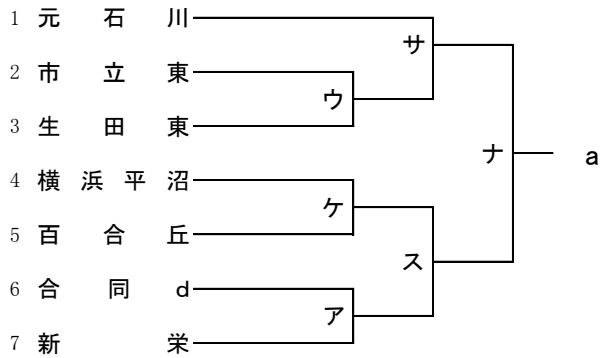 1 元石川
サ
2 市立東
ウ
3 生田東
ナ a
4 横浜平沼
ケ
5 百合丘
ス
6 合同d
ア
7 新栄